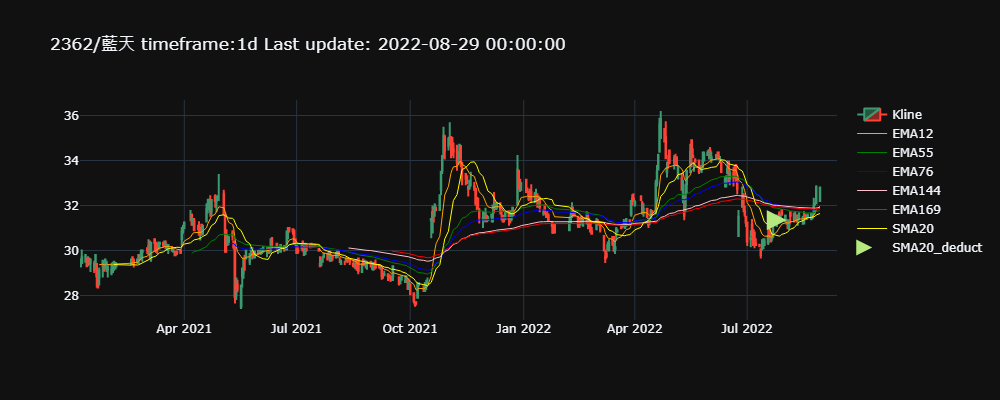 2362/藍天 timeframe:1d Last update: 2022-08-29 00:00:00
36
34
32
30
28
Apr 2021
Jul 2021
Oct 2021
Jan 2022
Apr 2022
Jul 2022
Kline
EMA12
EMA55
EMA76
EMA144
EMA169
SMA20
SMA20_deduct